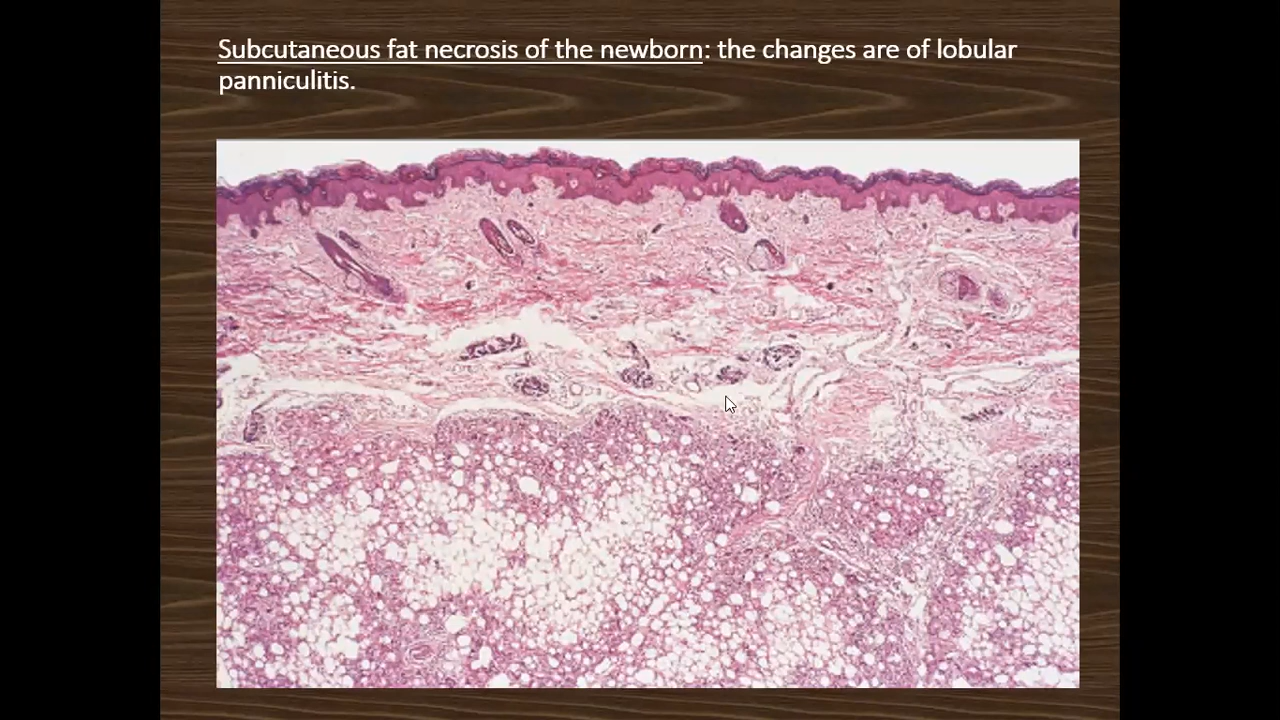 Subcutaneous fat necrosis of the newborn: the changes are of lobular
panniculitis.